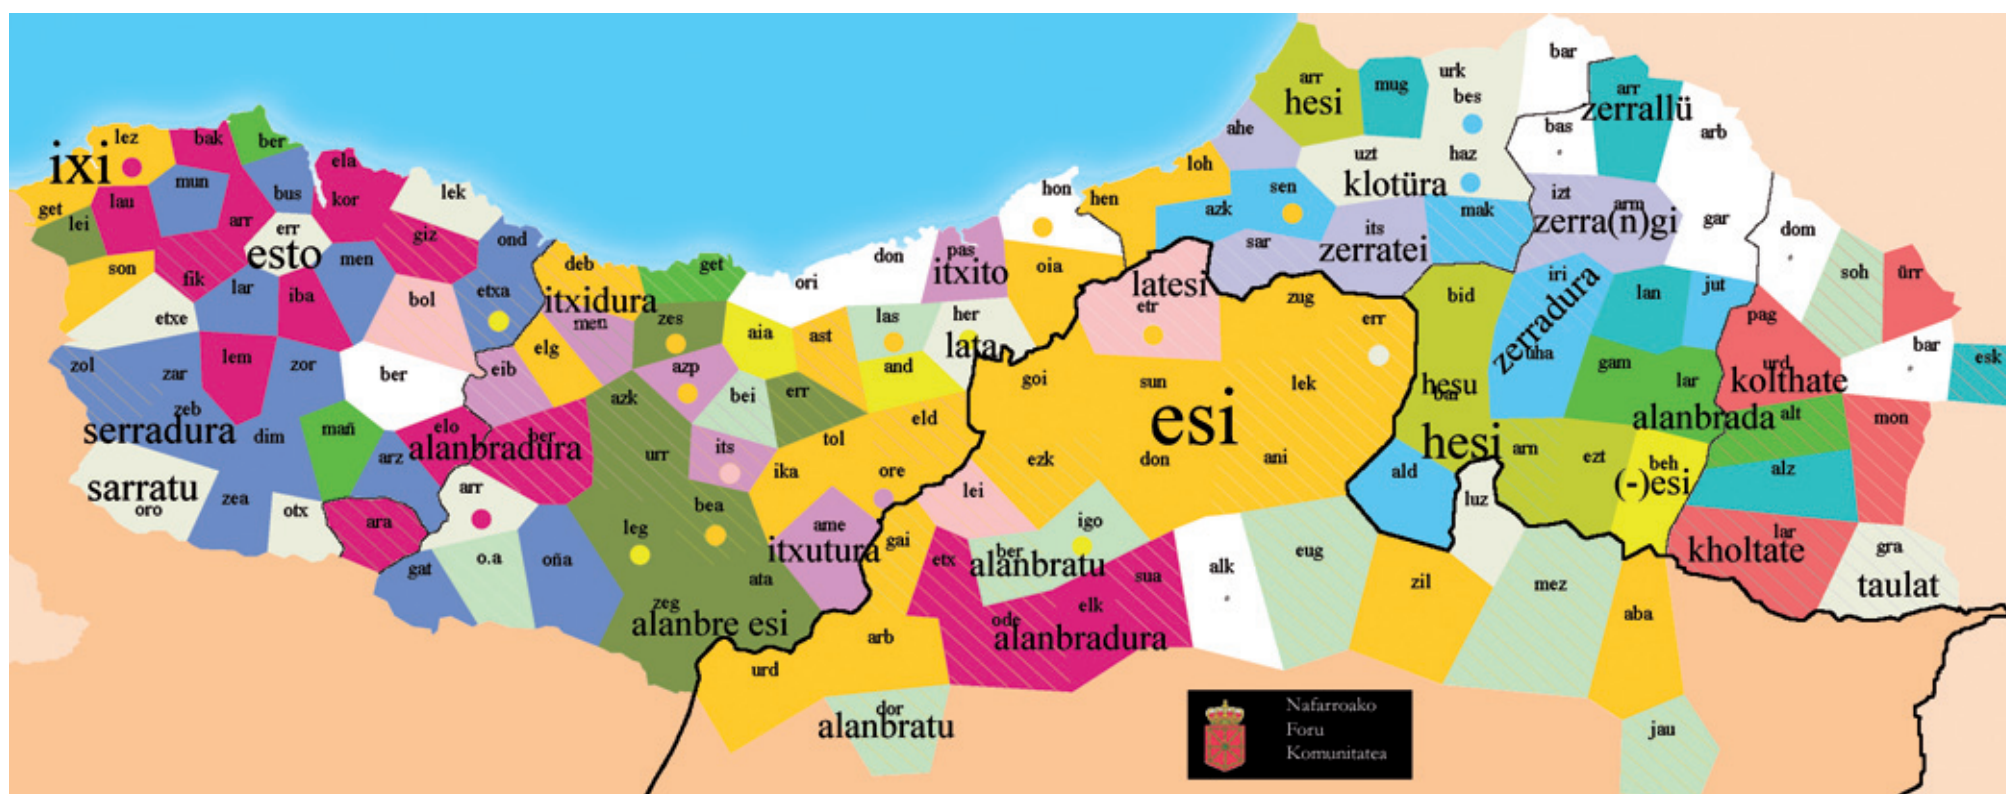 bar
arr
hesi
mug
urk
bes
arr
zerrallü
lez
bak
ber
ahe
bas
arb
ixi
ela
uzt
haz
mun
bus
lek
loh
klotüra
get
lau
kor
hon
hen
sen
izt
arm
lei
arr
err
giz
azk
mak
zerra(n)gi
gar
esto
ond
its
dom
son
fik
men
don
pas
sar
zerratei
deb
get
itxito
oia
soh
ürr
lar
iba
bol
etxa
itxidura
ori
latesi
zug
bid
iri
lan
jut
etxe
men
zes
las
her
etr
err
zerradura
pag
lem
aia
ast
lata
uha
bar
esk
zol
zar
zor
ber
eib
elg
azp
and
goi
sun
lek
hesu
bar
gam
lar
urd
kolthate
zeb
azk
bei
err
esi
alanbrada
alt
mon
serradura
dim
mañ
elo
alanbradura
ber
eld
hesi
tol
arz
urr
its
ika
ore
ezk
don
ani
ald
arn
ezt
beh
(-)esi
alz
sarratu
oro
zea
otx
arr
lei
luz
ara
leg
bea
ame
itxutura
gai
igo
lar
kholtate
gat
o.a
oña
etx
ber
alanbratu
sua
alk
eug
zil
mez
gra
taulat
ata
zeg
alanbre esi
arb
ode
elk
alanbradura
aba
urd
dor
alanbratu
jau
Nafarroako
Foru
Komunitatea